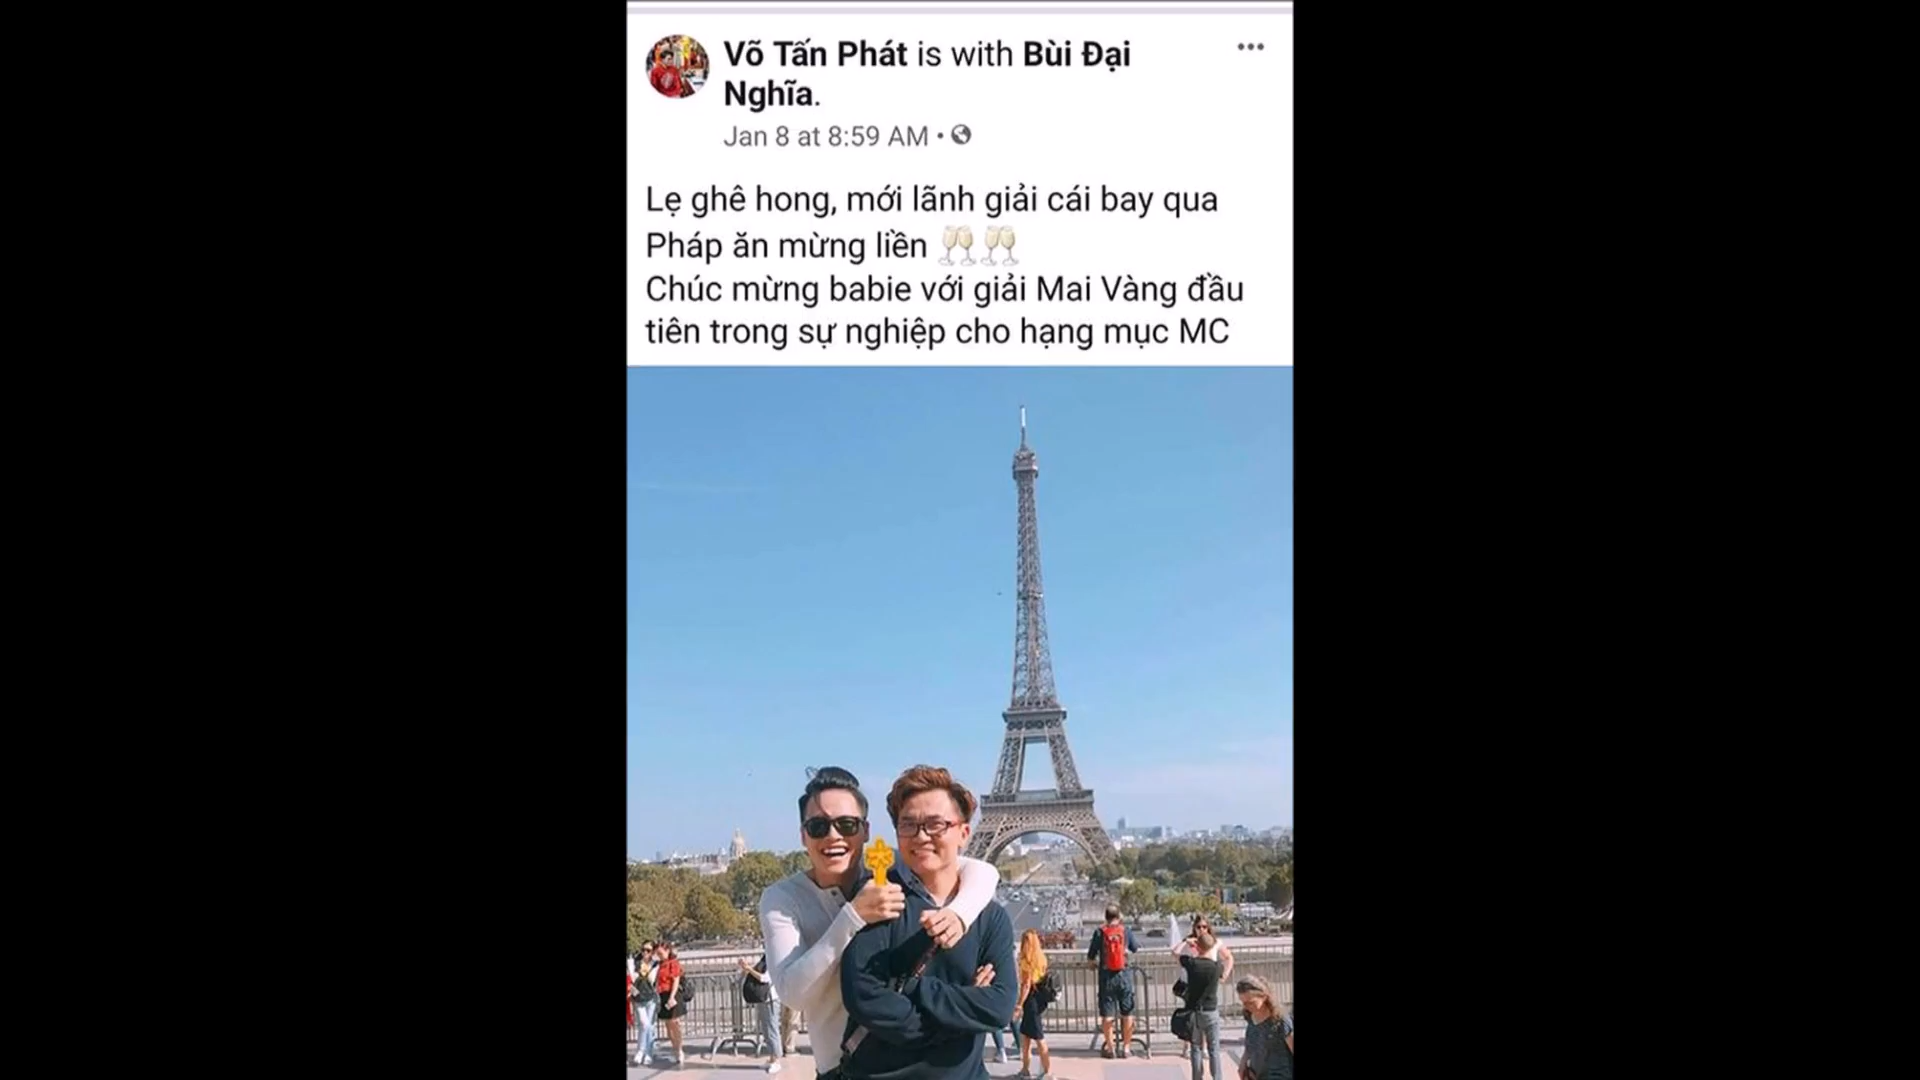 Võ Tấn Phát is with Bùi Đại
Nghĩa.
Jan 8 at 8:59 AM •
Lẹ ghê hong, mới lãnh giải cái bay qua
Pháp ăn mừng liền 🥂🥂
Chúc mừng babie với giải Mai Vàng đầu
tiên trong sự nghiệp cho hạng mục MC